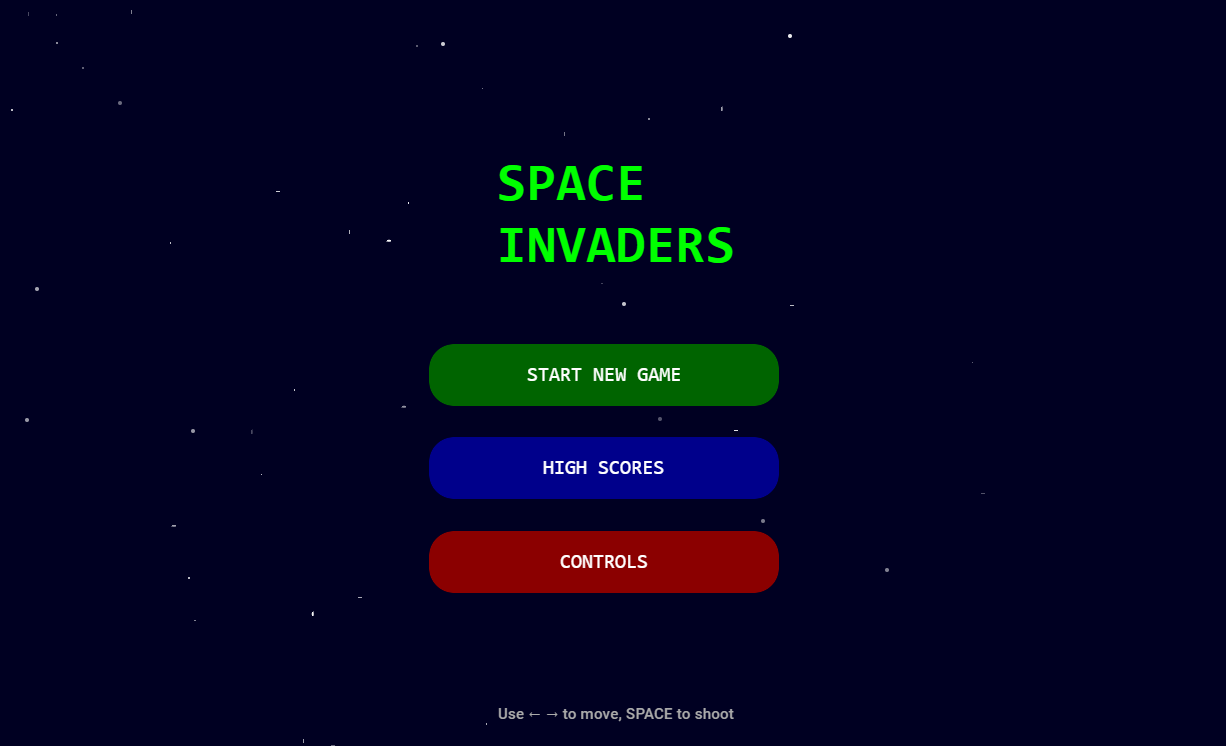 SPACE
INVADERS
START NEW GAME
HIGH SCORES
CONTROLS
Use ← → to move, SPACE to shoot